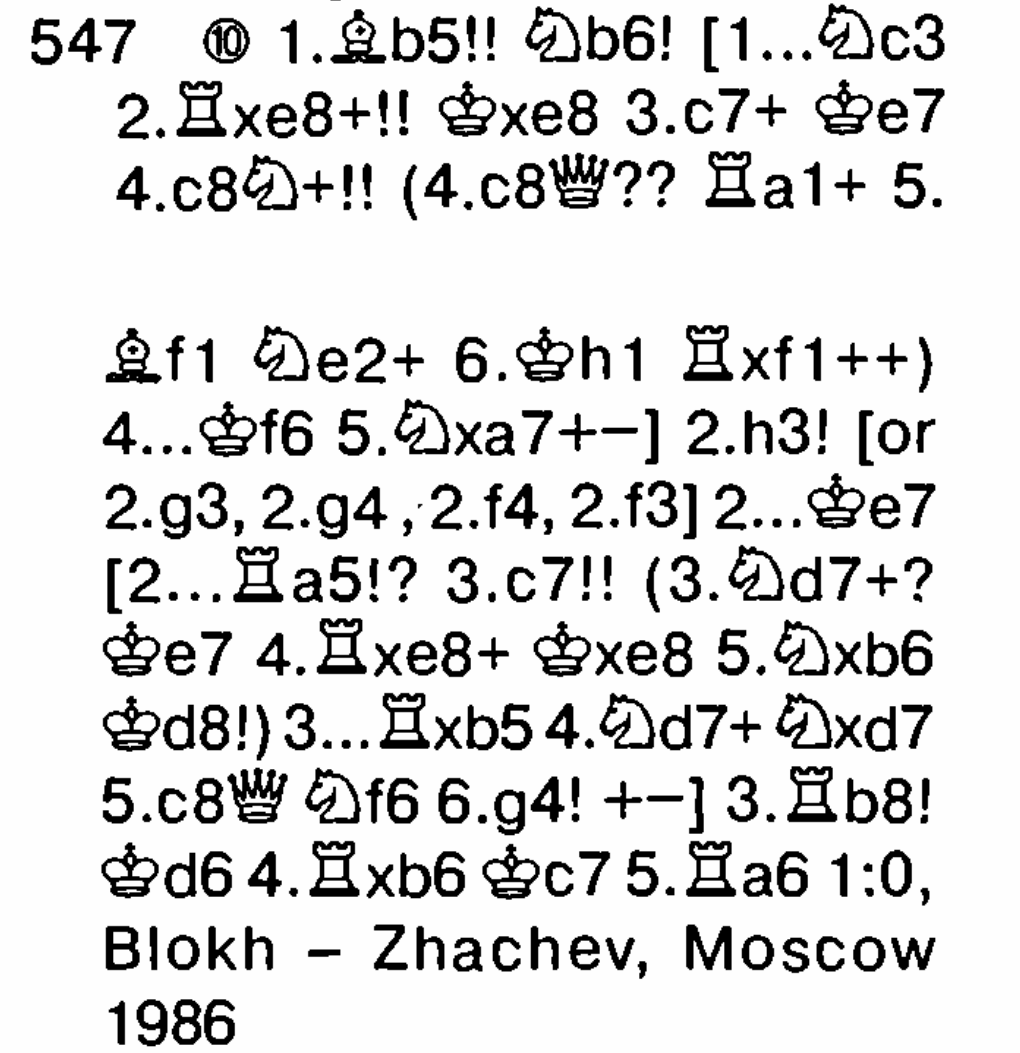 547 ⑩ 1.♗b5!! ♘b6! [1...♘c3
2.♖xe8+!! ♔xe8 3.c7+ ♔e7
4.c8♘+!! (4.c8♕?? ♖a1+ 5.
♗f1 ♘e2+ 6.♔h1 ♖xf1++)
4...♔f6 5.♘xa7+−] 2.h3! [or
2.g3, 2.g4 , 2.f4, 2.f3] 2...♔e7
[2...♖a5!? 3.c7!! (3.♘d7+?
♔e7 4.♖xe8+ ♔xe8 5.♘xb6
♔d8!) 3...♖xb5 4.♘d7+ ♘xd7
5.c8♕ ♘f6 6.g4! +−] 3.♖b8!
♔d6 4.♖xb6 ♔c7 5.♖a6 1:0,
Blokh – Zhachev, Moscow
1986